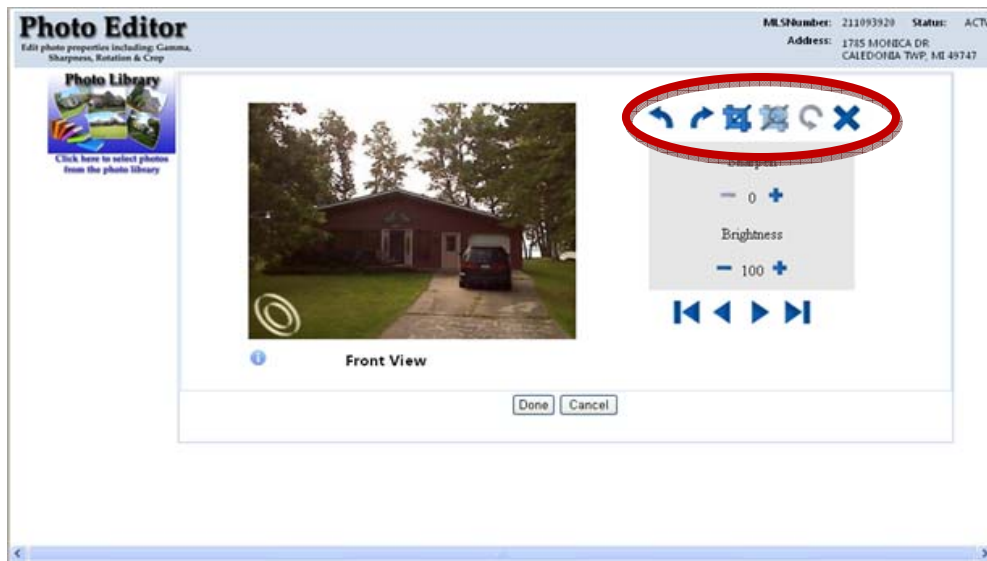 Photo Editor
Edit photo properties including: Gamma,
Sharpness, Rotation & Crop
MLSNumber: 211093920 Status:
Address: 1785 MONICA DR
CALEDONIA TWP, MI 49747
Photo Library
Click here to select photos
from the photo library
0
Brightness
100
Front View
Done Cancel